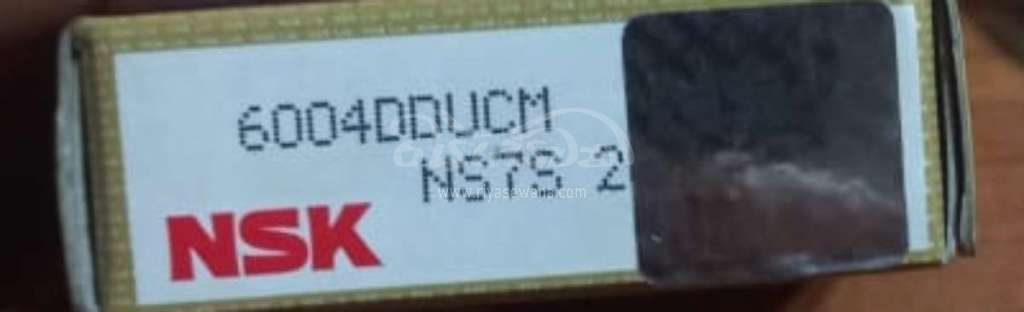 6004DDUCM
NS7S 2
www.riyasewana.com
NSK